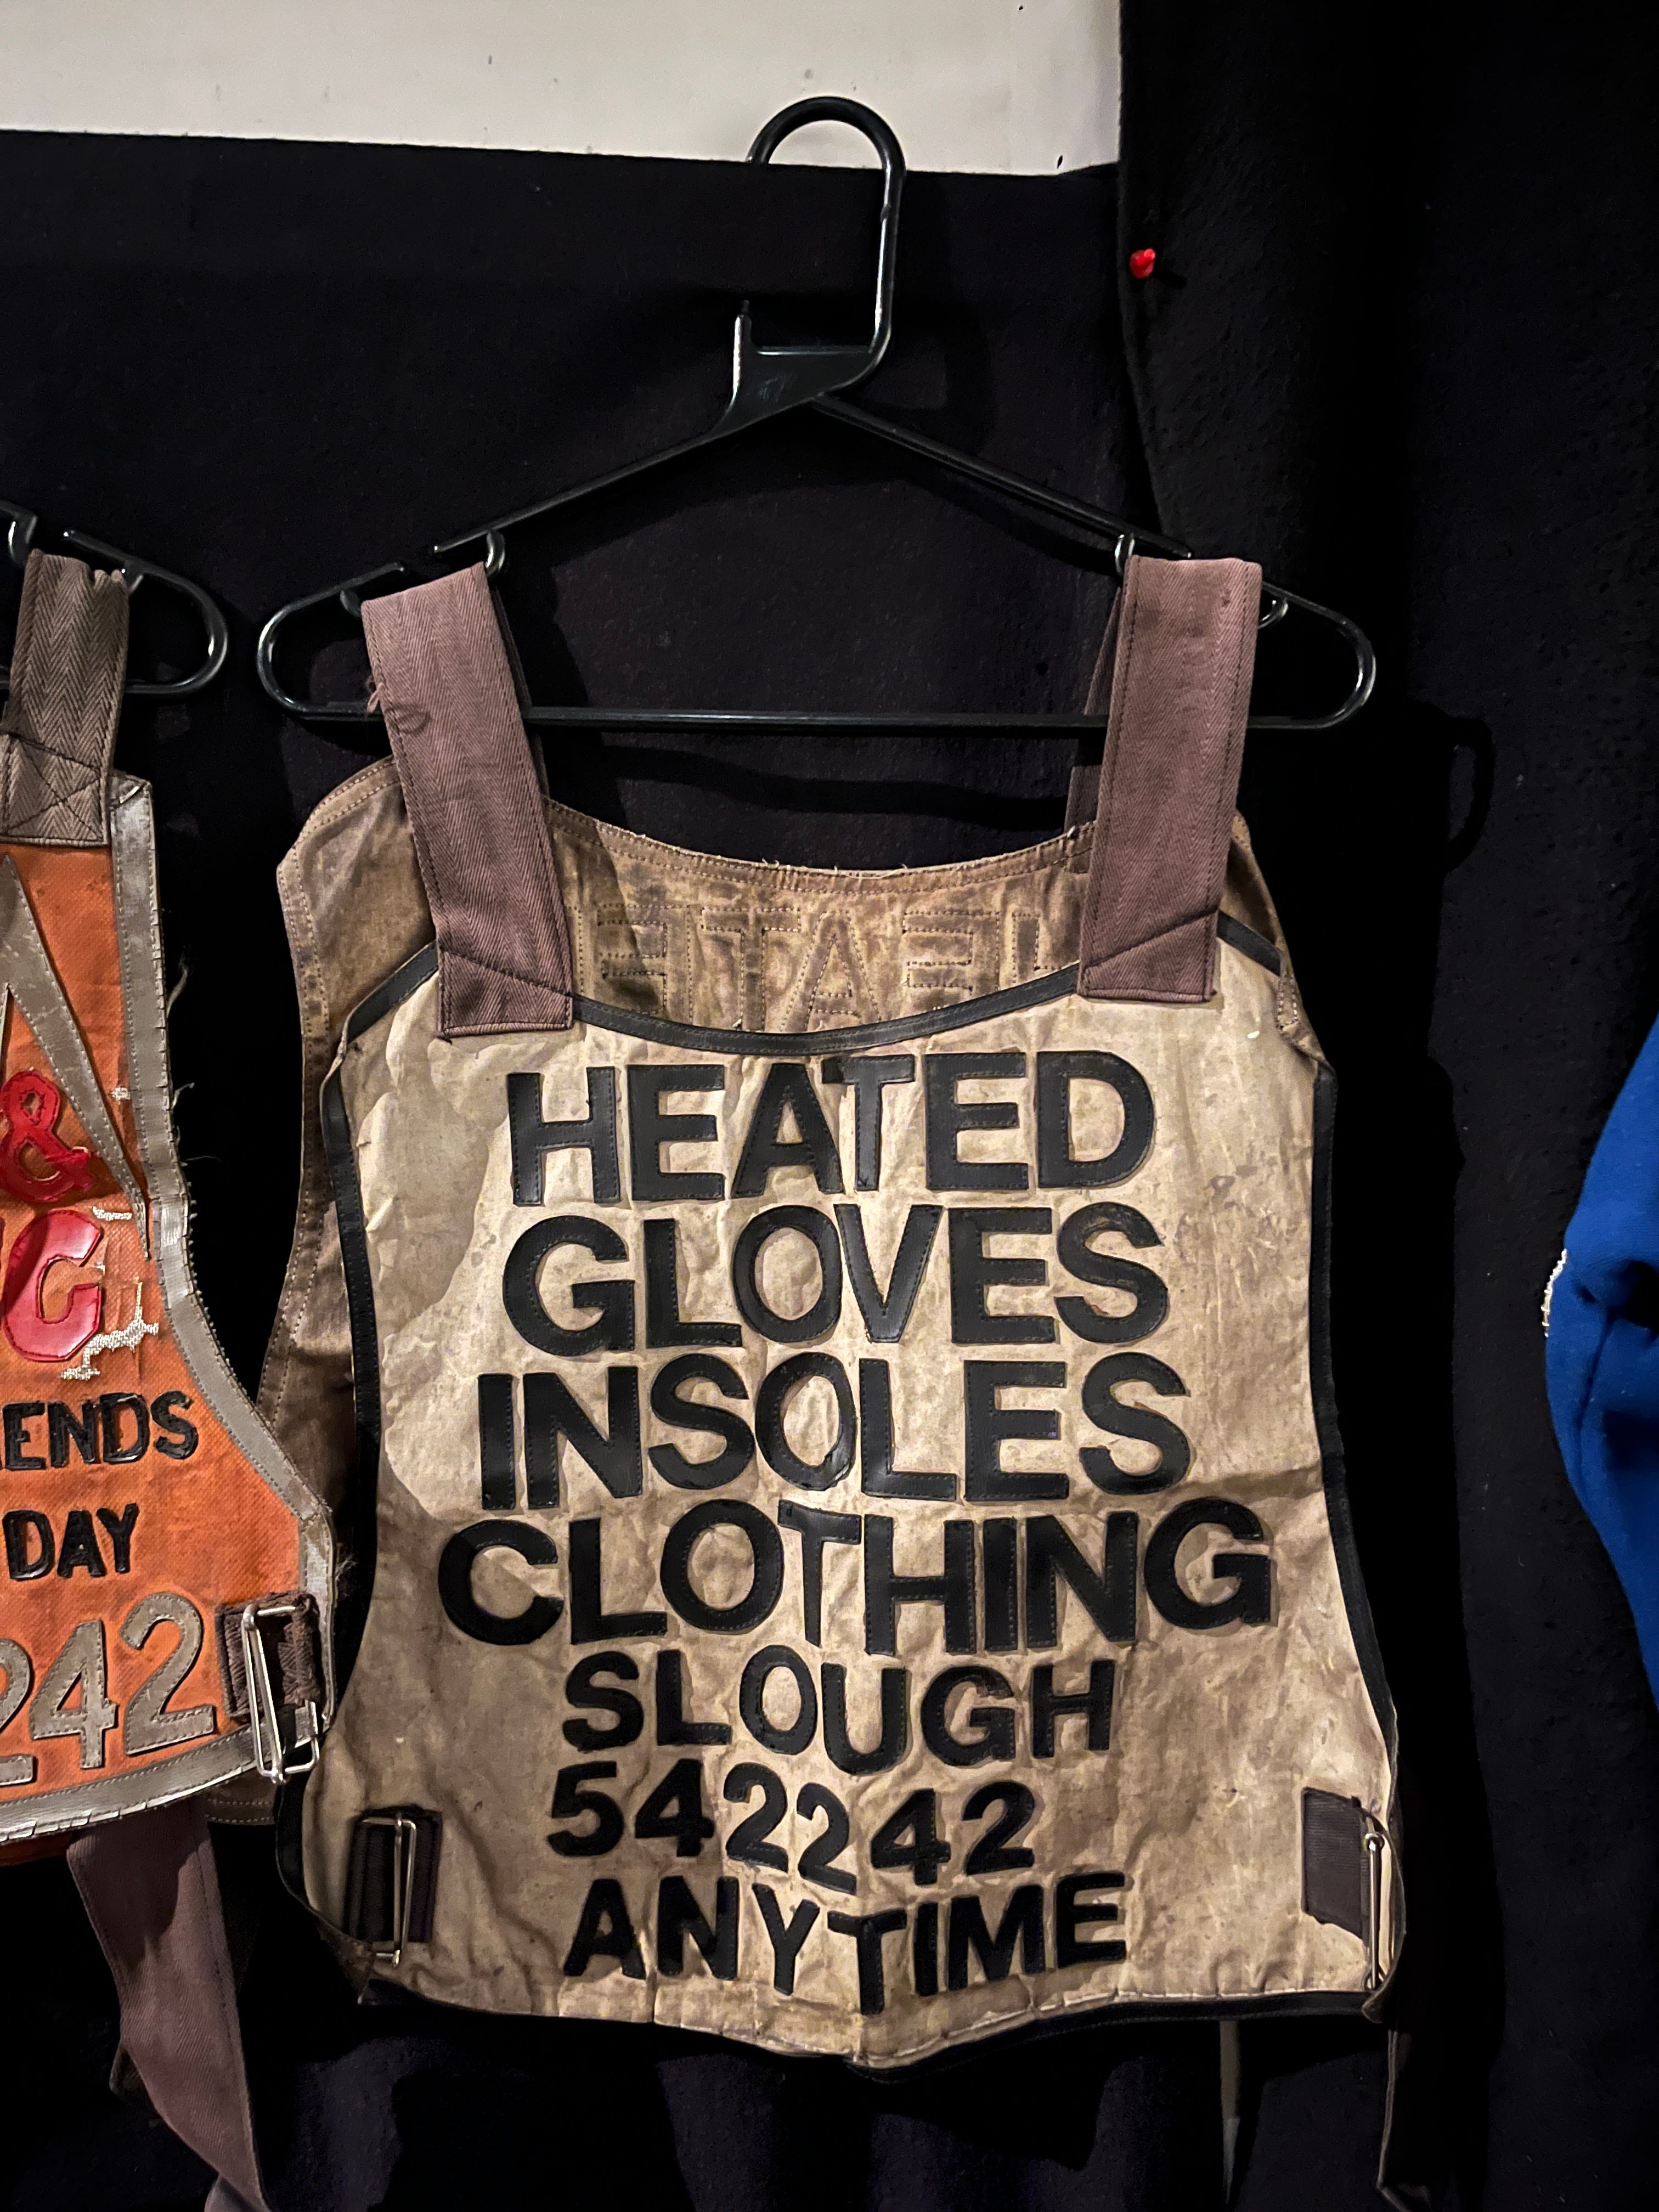 &
G
ENDS
DAY
242
HEATED
GLOVES
INSOLES
CLOTHING
SLOUGH
542242
ANYTIME